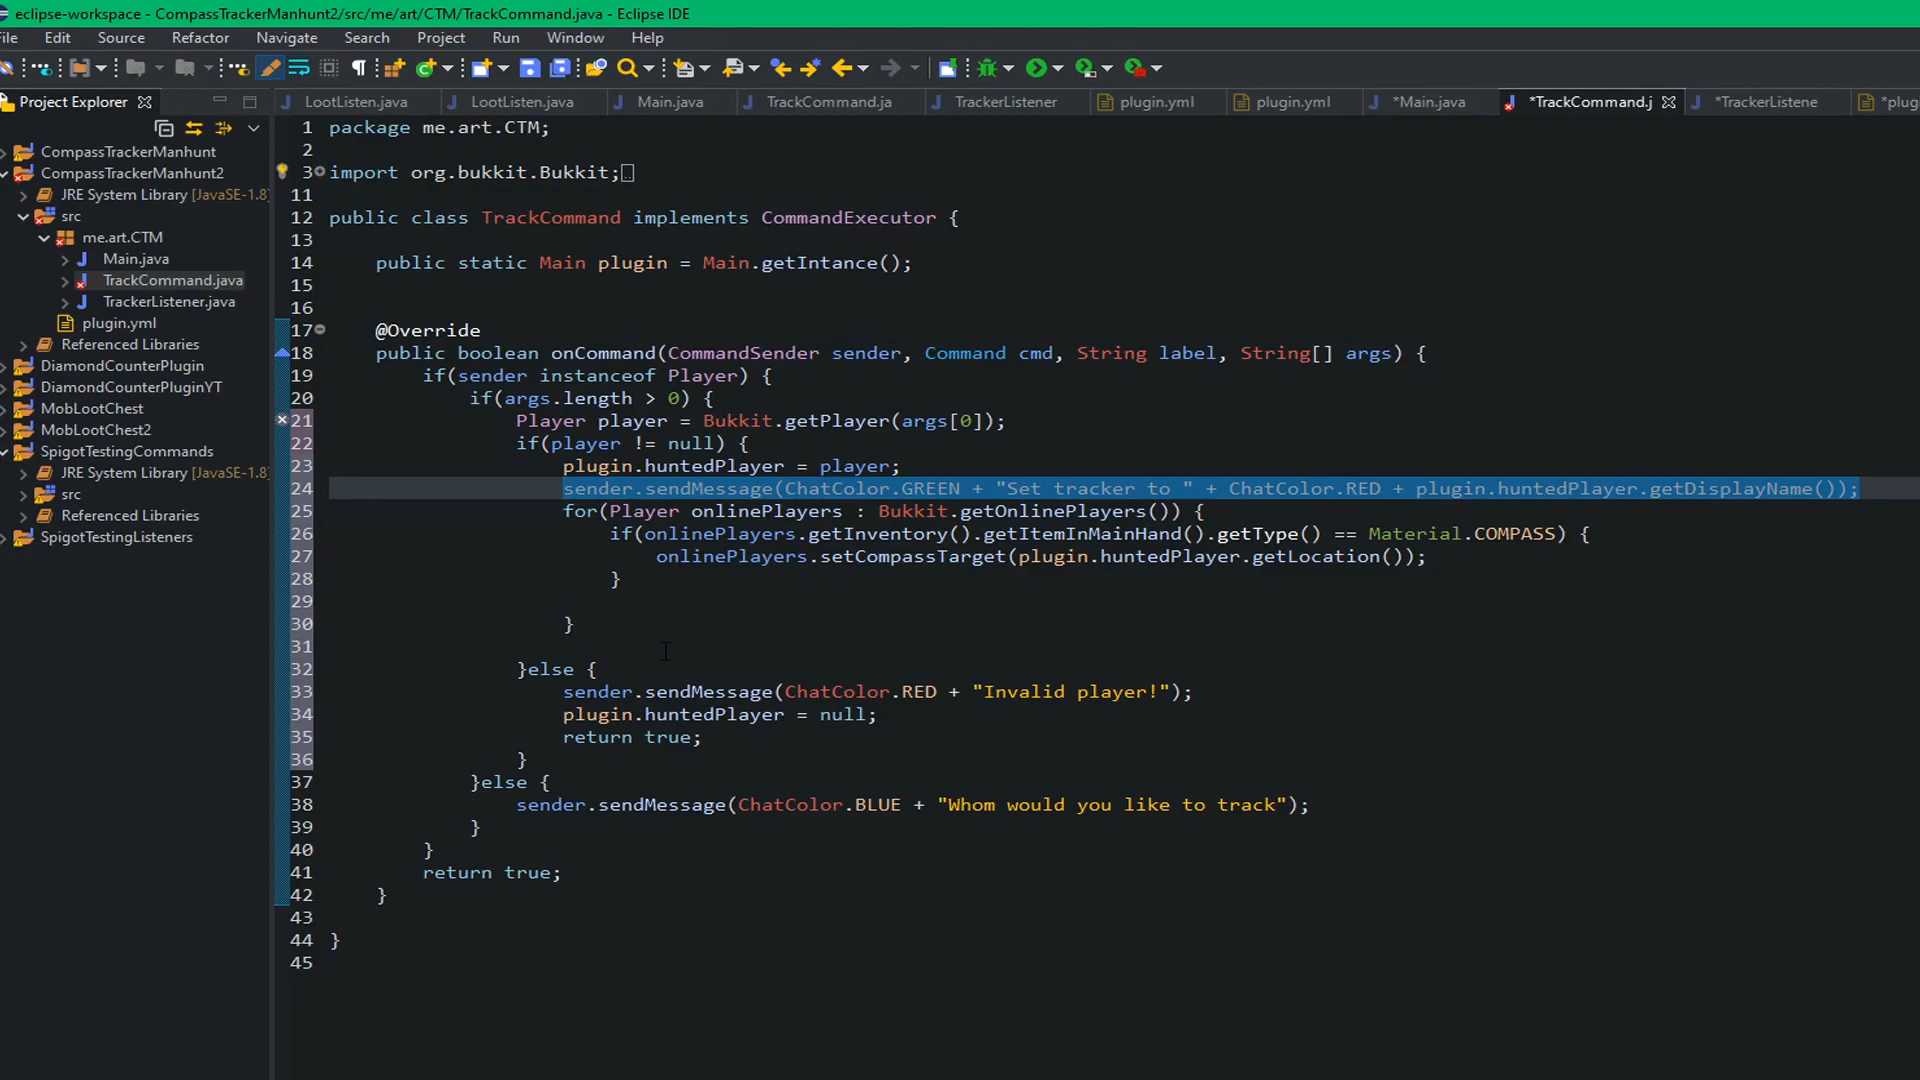 eclipse-workspace - CompassTrackerManhunt2/src/me/art/CTM/TrackCommand.java - Eclipse IDE
ile Edit Source Refactor Navigate Search Project Run Window Help
Project Explorer
LootListen.java LootListen.java Main.java TrackCommand.ja TrackerListener plugin.yml plugin.yml *Main.java *TrackCommand.j *TrackerListene *plug
CompassTrackerManhunt
CompassTrackerManhunt2
JRE System Library [JavaSE-1.8]
src
me.art.CTM
Main.java
TrackCommand.java
TrackerListener.java
plugin.yml
Referenced Libraries
DiamondCounterPlugin
DiamondCounterPluginYT
MobLootChest
MobLootChest2
SpigotTestingCommands
JRE System Library [JavaSE-1.8]
src
Referenced Libraries
SpigotTestingListeners
1 package me.art.CTM;
2
3 import org.bukkit.Bukkit;
11
12 public class TrackCommand implements CommandExecutor {
13
14 public static Main plugin = Main.getIntance();
15
16
17 @Override
18 public boolean onCommand(CommandSender sender, Command cmd, String label, String[] args) {
19 if(sender instanceof Player) {
20 if(args.length > 0) {
21 Player player = Bukkit.getPlayer(args[0]);
22 if(player != null) {
23 plugin.huntedPlayer = player;
24 sender.sendMessage(ChatColor.GREEN + "Set tracker to " + ChatColor.RED + plugin.huntedPlayer.getDisplayName());
25 for(Player onlinePlayers : Bukkit.getOnlinePlayers()) {
26 if(onlinePlayers.getInventory().getItemInMainHand().getType() == Material.COMPASS) {
27 onlinePlayers.setCompassTarget(plugin.huntedPlayer.getLocation());
28 }
29
30 }
31
32 }else {
33 sender.sendMessage(ChatColor.RED + "Invalid player!");
34 plugin.huntedPlayer = null;
35 return true;
36 }
37 }else {
38 sender.sendMessage(ChatColor.BLUE + "Whom would you like to track");
39 }
40 }
41 return true;
42 }
43
44 }
45